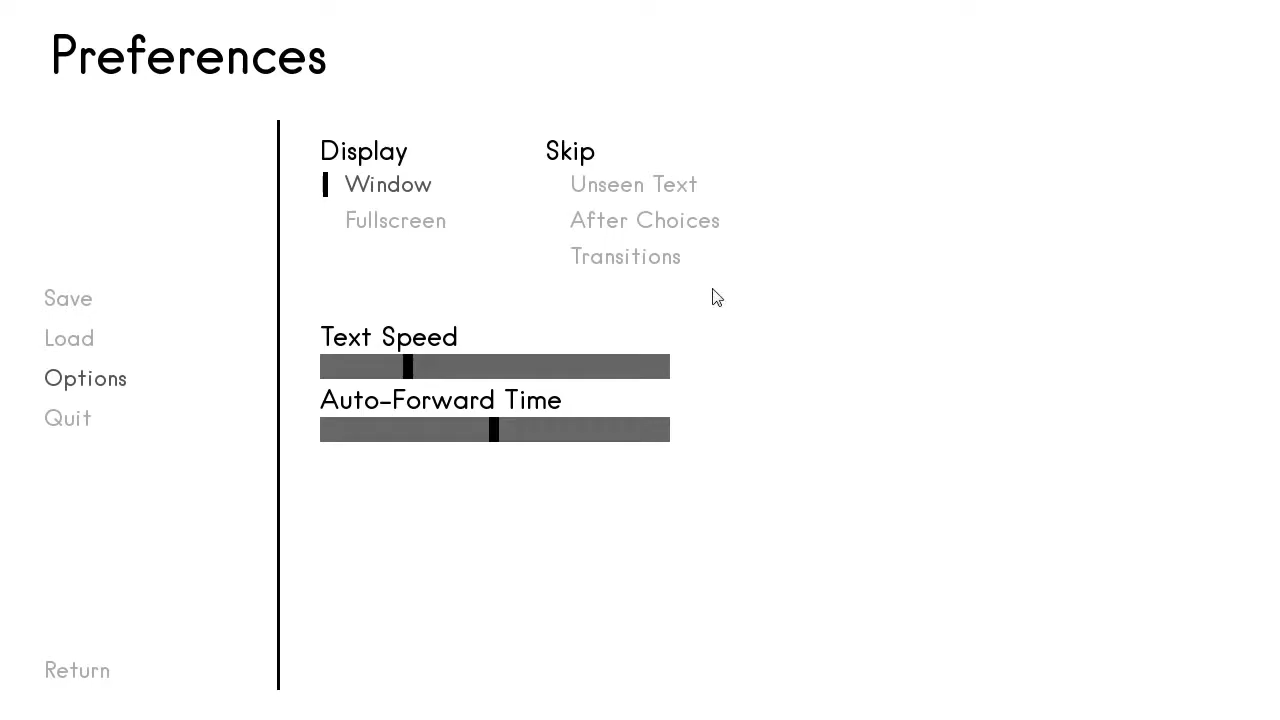 Preferences
Display
Window
Fullscreen
Skip
Unseen Text
After Choices
Transitions
Save
Load
Options
Quit
Text Speed
Auto-Forward Time
Return